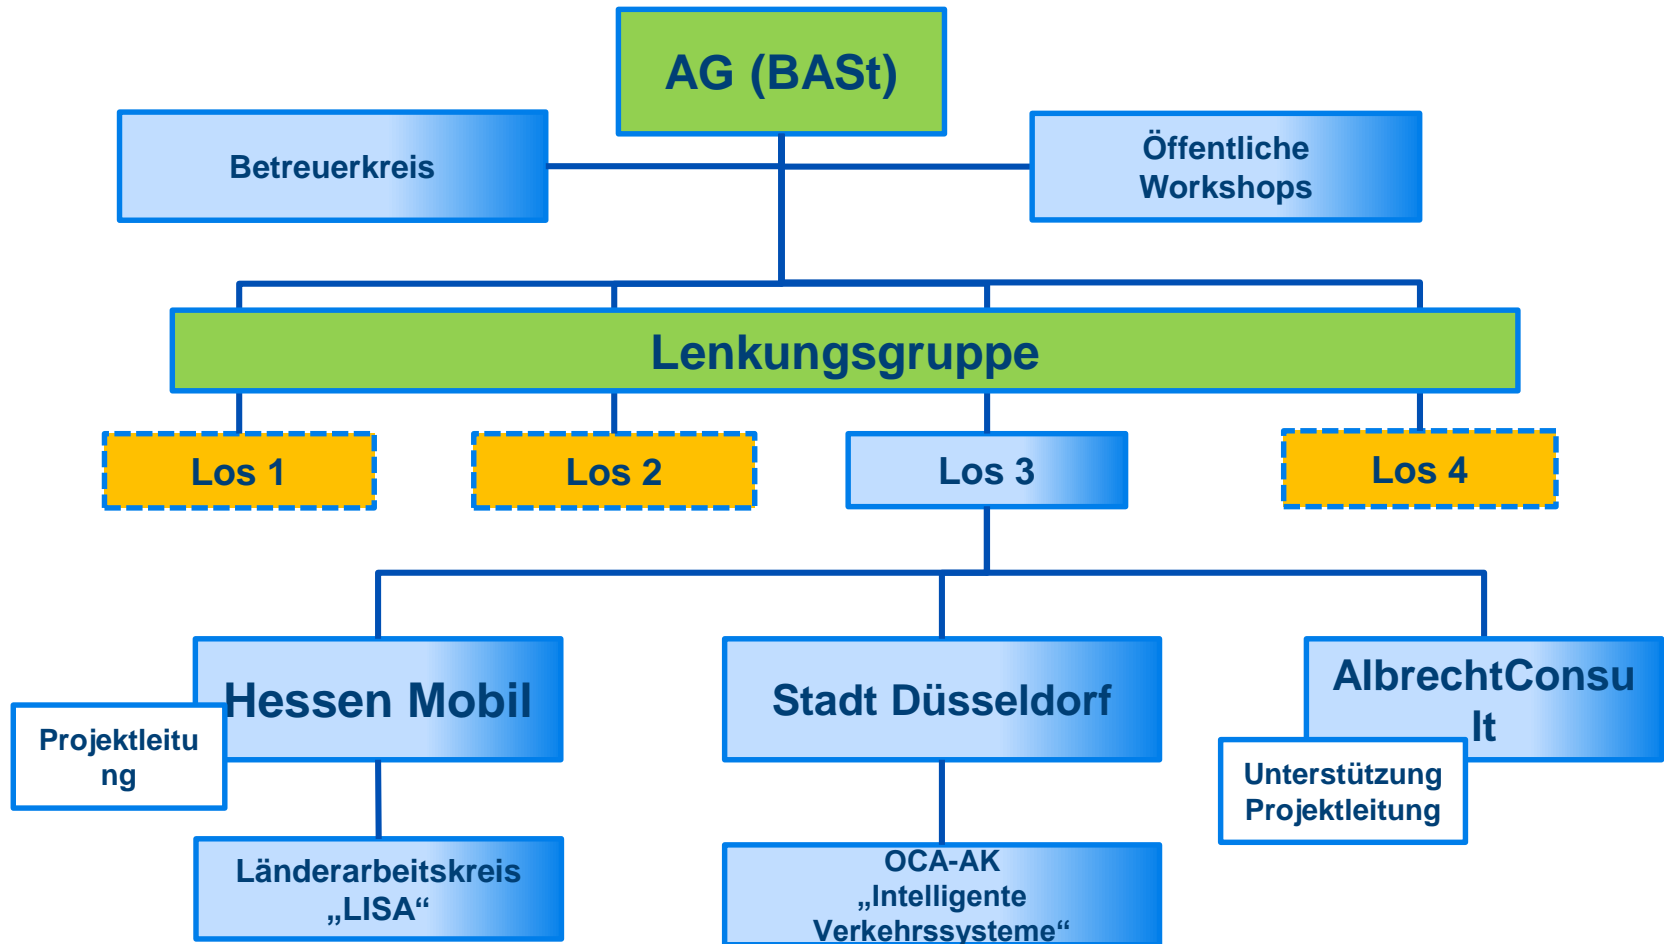 AG (BASt)
Betreuerkreis
Öffentliche
Workshops
Lenkungsgruppe
Los 1
Los 2
Los 3
Los 4
Hessen Mobil
Projektleitu
ng
Stadt Düsseldorf
AlbrechtConsu
lt
Unterstützung
Projektleitung
Länderarbeitskreis
„LISA“
OCA-AK
„Intelligente
Verkehrssysteme“